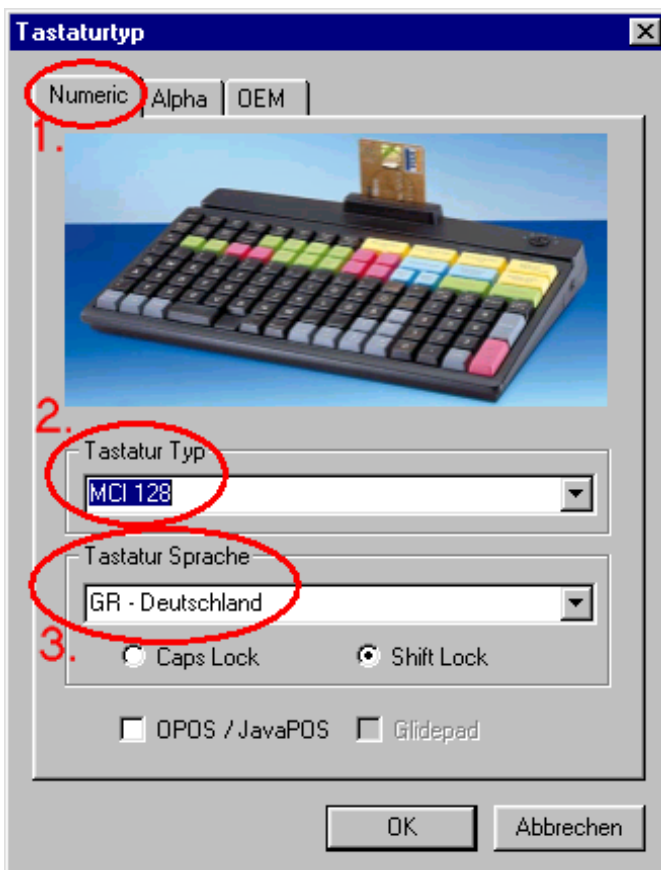 Tastaturtyp
Numeric Alpha OEM
1.
2.
Tastatur Typ
MCI 128
Tastatur Sprache
GR - Deutschland
3.
Caps Lock Shift Lock
OPOS / JavaPOS Glidepad
OK Abbrechen